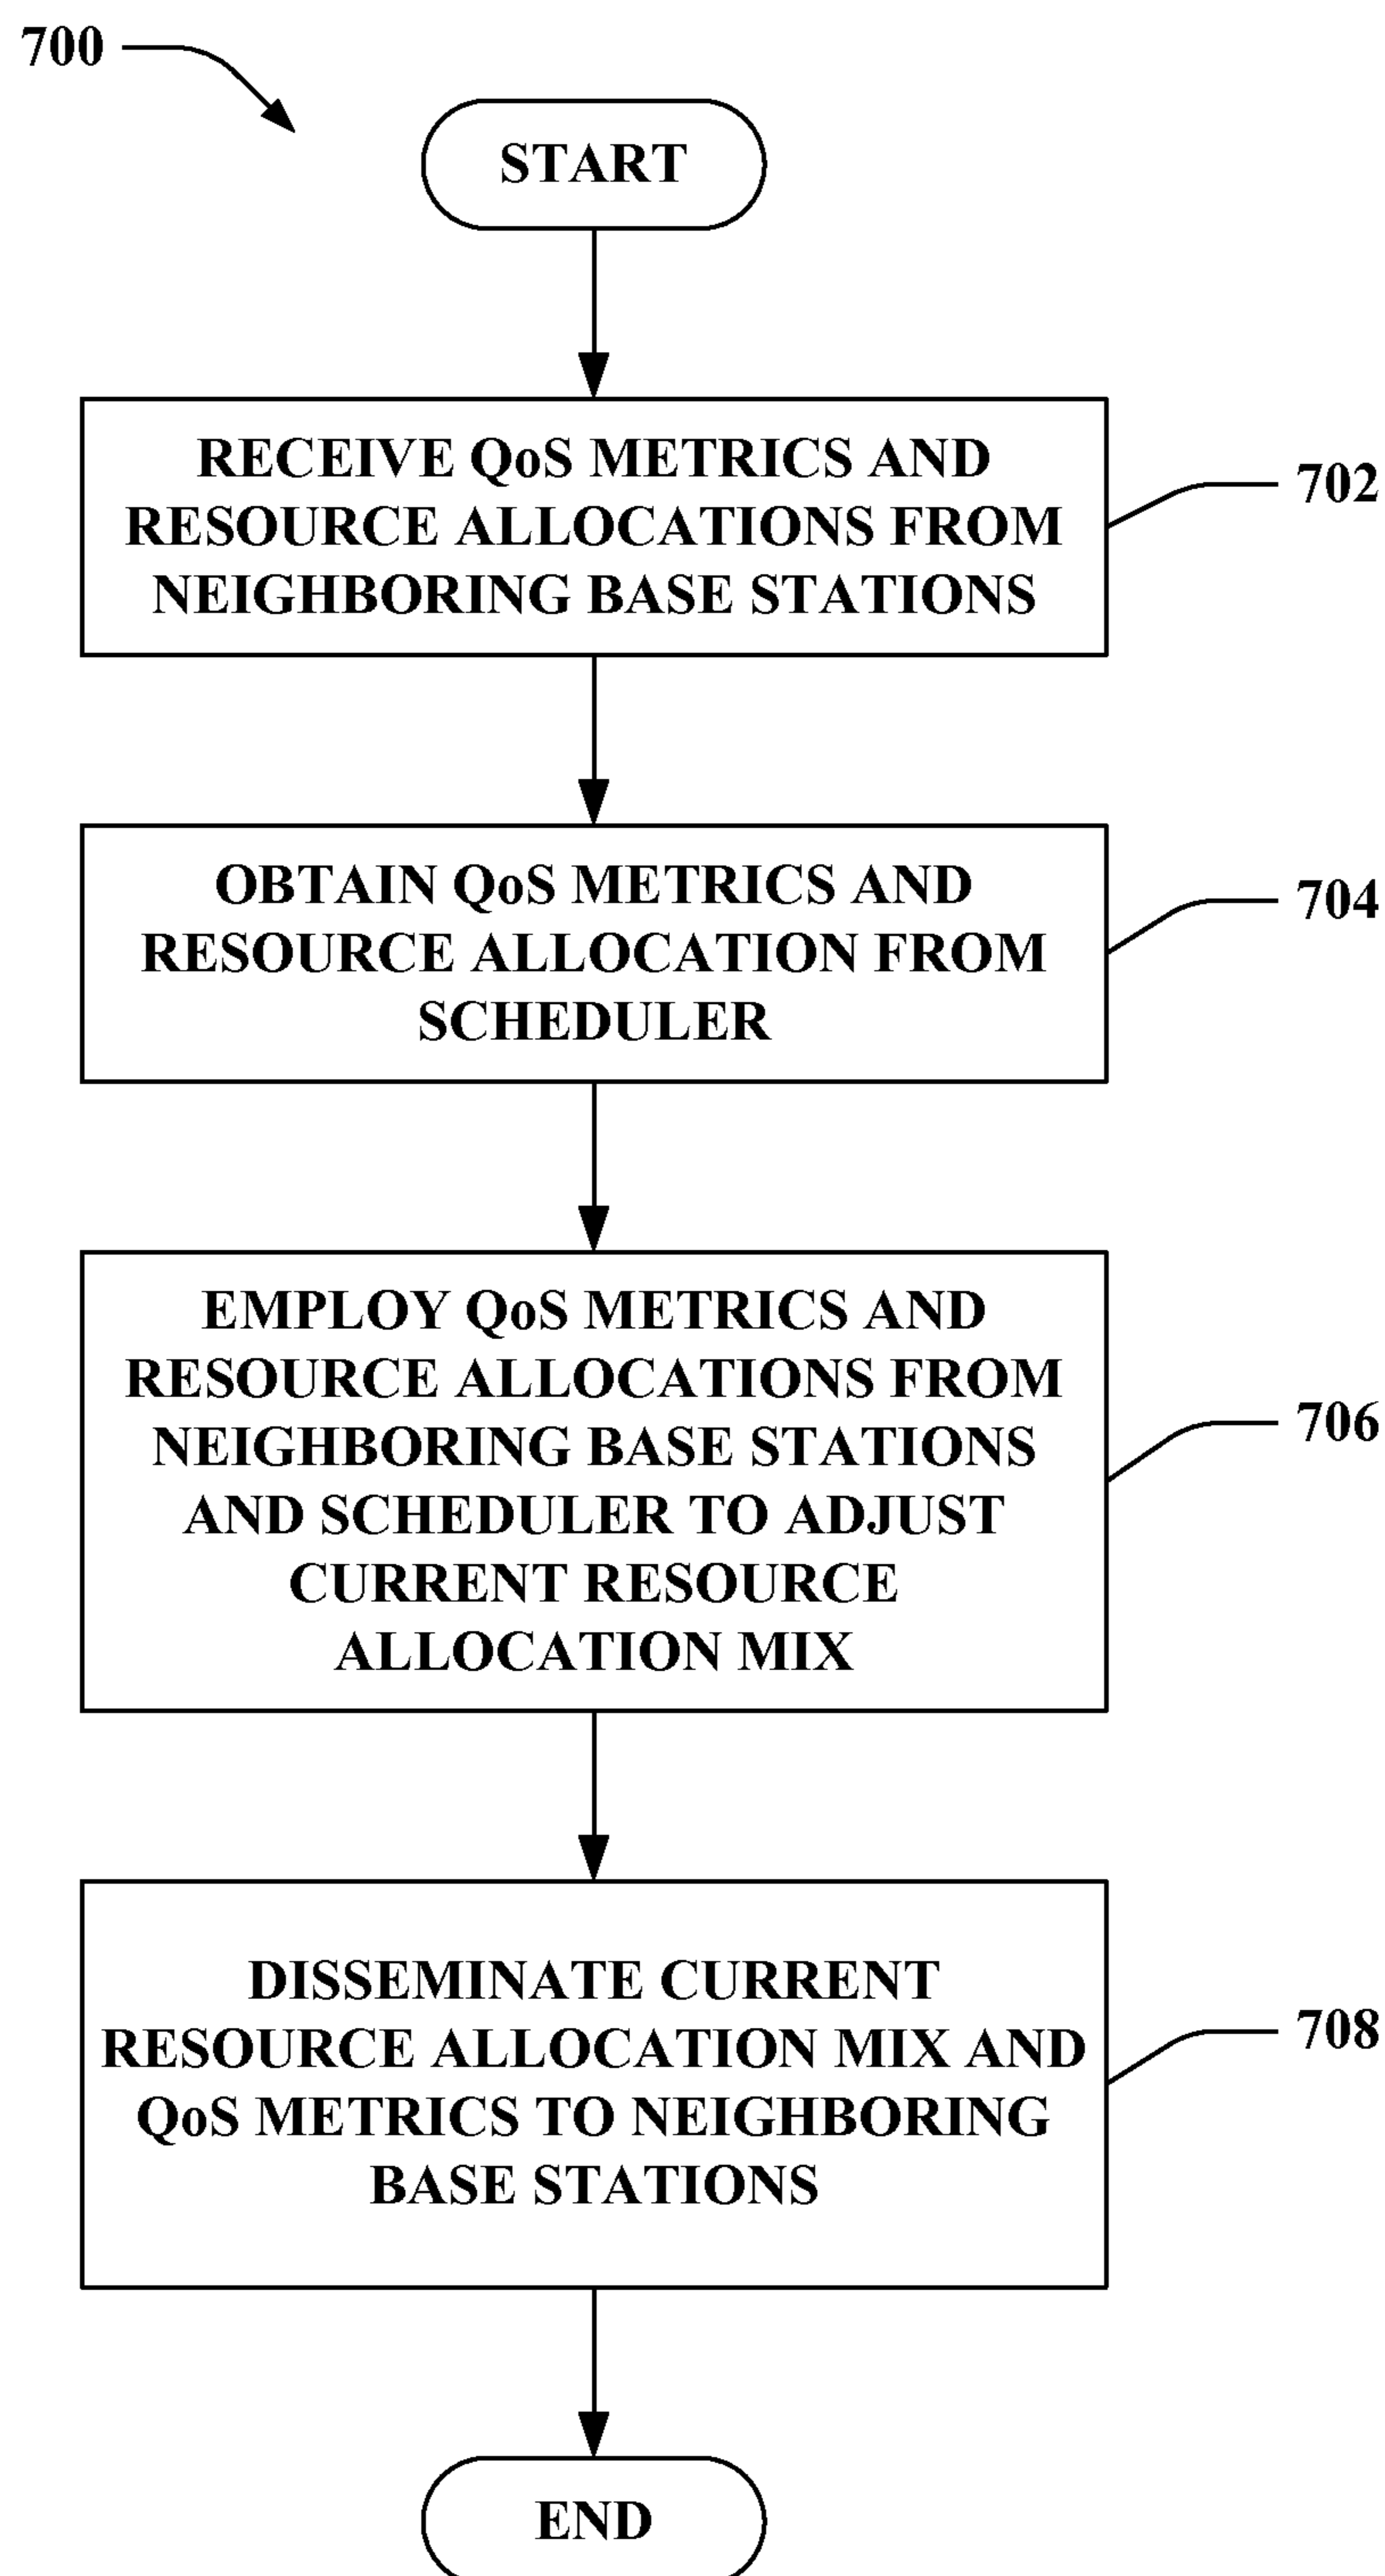 700
START
RECEIVE QoS METRICS AND
RESOURCE ALLOCATIONS FROM
NEIGHBORING BASE STATIONS
702
OBTAIN QoS METRICS AND
RESOURCE ALLOCATION FROM
SCHEDULER
704
EMPLOY QoS METRICS AND
RESOURCE ALLOCATIONS FROM
NEIGHBORING BASE STATIONS
AND SCHEDULER TO ADJUST
CURRENT RESOURCE
ALLOCATION MIX
706
DISSEMINATE CURRENT
RESOURCE ALLOCATION MIX AND
QoS METRICS TO NEIGHBORING
BASE STATIONS
708
END